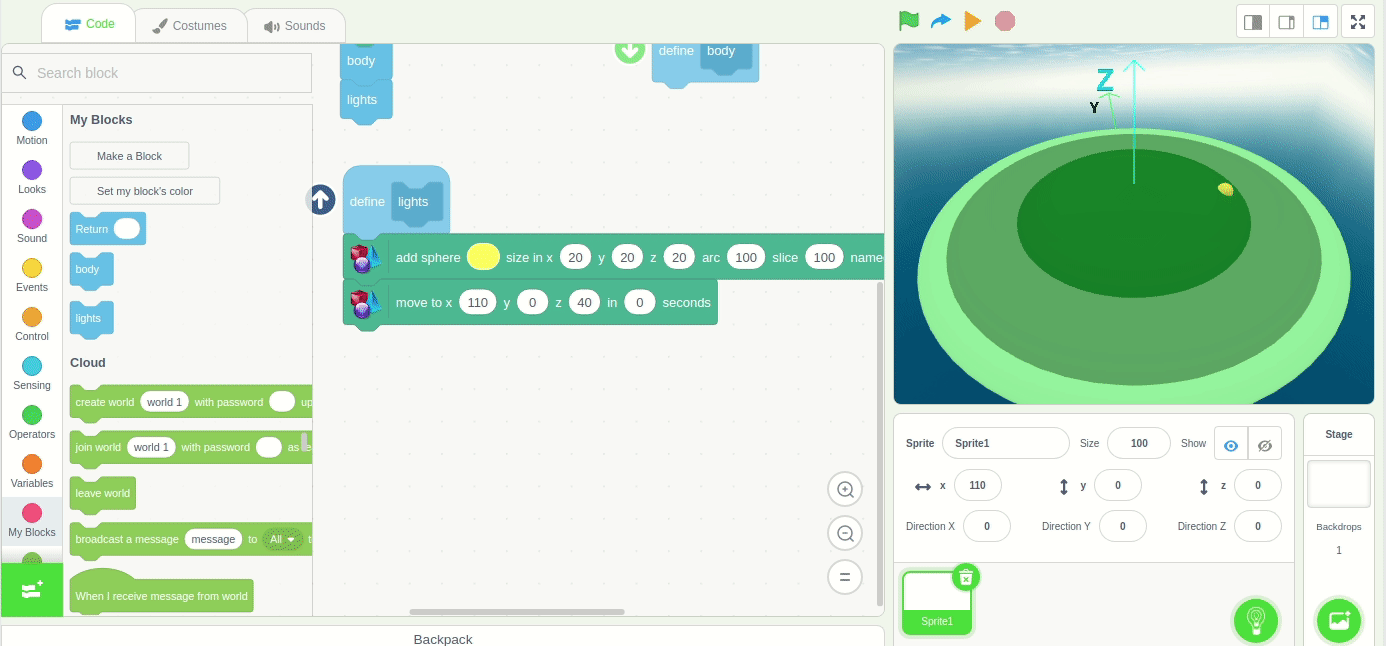 Code
Costumes
Sounds
Search block
Motion
Looks
Sound
Events
Control
Sensing
Operators
Variables
My Blocks
My Blocks
Make a Block
Set my block's color
Return
body
lights
Cloud
create world world 1 with password up
join world world 1 with password as
leave world
broadcast a message message to All
When I receive message from world
body
lights
define body
define lights
add sphere size in x 20 y 20 z 20 arc 100 slice 100 name
move to x 110 y 0 z 40 in 0 seconds
Backpack
Z
Y
Sprite Sprite1 Size 100 Show
x 110 y 0 z 0
Direction X 0 Direction Y 0 Direction Z 0
Sprite1
Stage
Backdrops
1